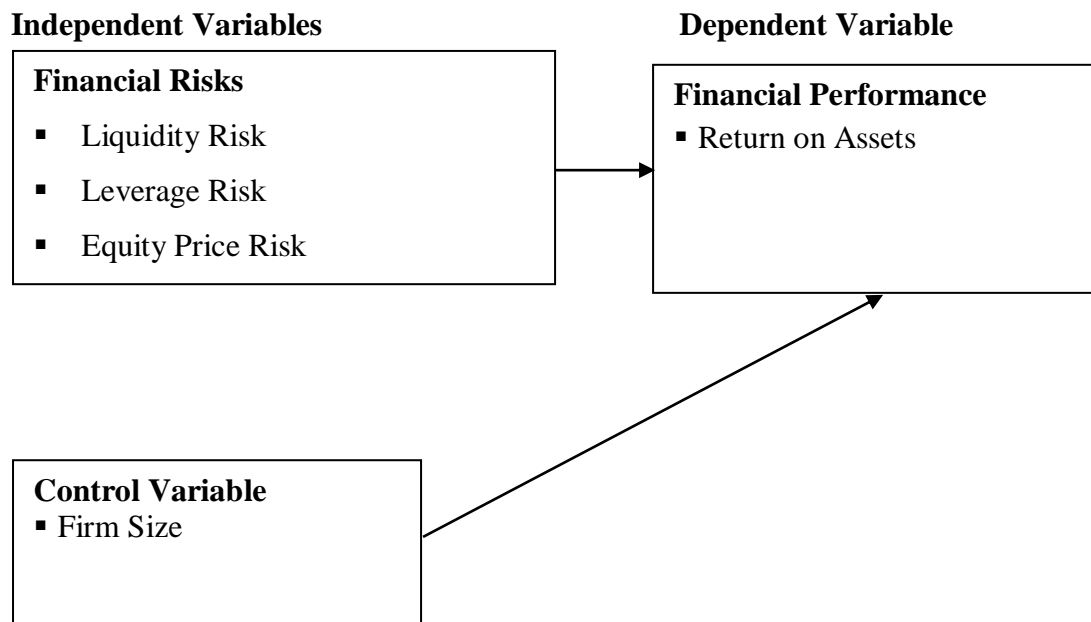 Independent Variables
Dependent Variable
Financial Risks
▪ Liquidity Risk
▪ Leverage Risk
▪ Equity Price Risk
Financial Performance
▪ Return on Assets
Control Variable
▪ Firm Size